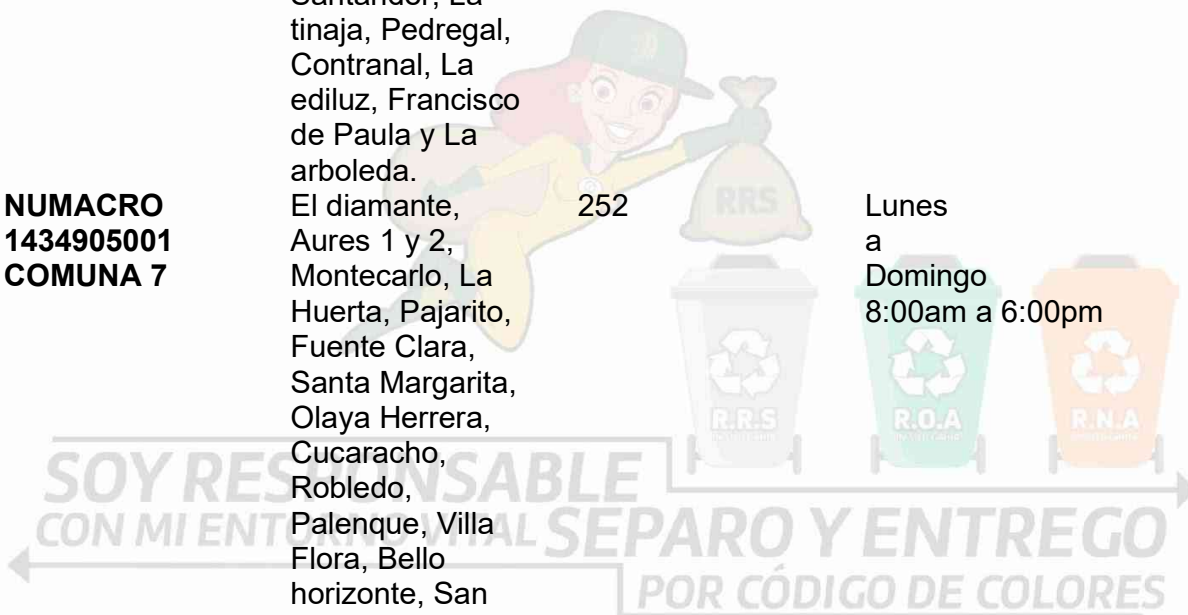 Santander, La
tinaja, Pedregal,
Contranal, La
ediluz, Francisco
de Paula y La
arboleda.
NUMACRO
1434905001
COMUNA 7
El diamante,
Aures 1 y 2,
Montecarlo, La
Huerta, Pajarito,
Fuente Clara,
Santa Margarita,
Olaya Herrera,
Cucaracho,
Robledo,
Palenque, Villa
Flora, Bello
horizonte, San
252
Lunes
a
Domingo
8:00am a 6:00pm
RRS
R.R.S
R.O.A
R.N.A
SOY RESPONSABLE
CON MI ENTORNO VITAL
SEPARO Y ENTREGO
POR CÓDIGO DE COLORES